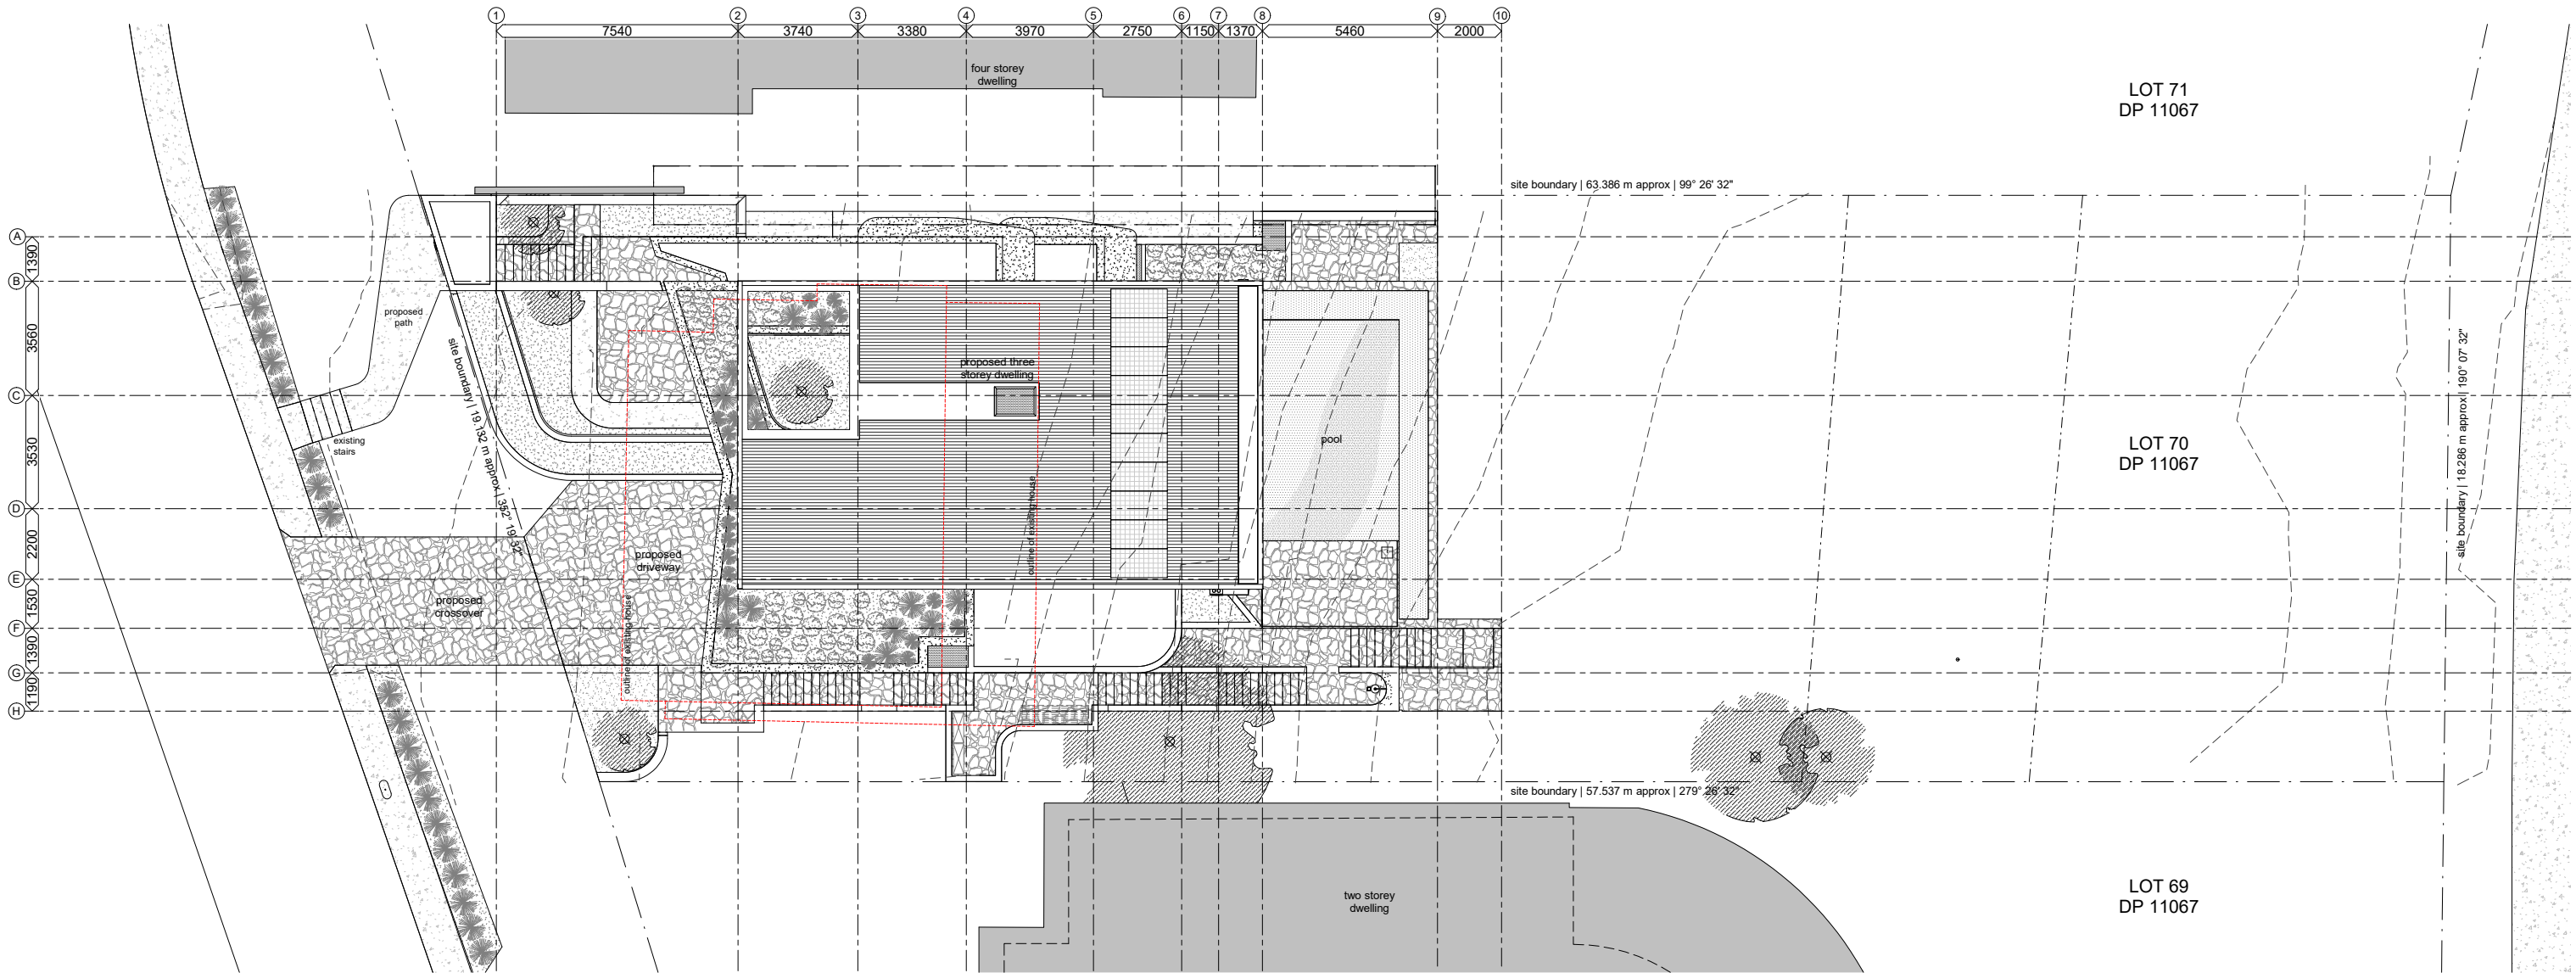 1
2
3
4
5
6
7
8
9
10
7540
3740
3380
3970
2750
1150
1370
5460
2000
four storey
dwelling
LOT 71
DP 11067
site boundary | 63.386 m approx | 99° 26' 32"
A
1390
B
3560
C
3530
D
2200
E
1530
F
1390
G
1190
H
proposed
path
existing
stairs
site boundary | 19.132 m approx | 352° 19' 32"
proposed three
storey dwelling
outline of existing house
pool
proposed
driveway
proposed
crossover
outline of existing house
LOT 70
DP 11067
site boundary | 18.286 m approx | 190° 07' 32"
site boundary | 57.537 m approx | 279° 26' 32"
two storey
dwelling
LOT 69
DP 11067